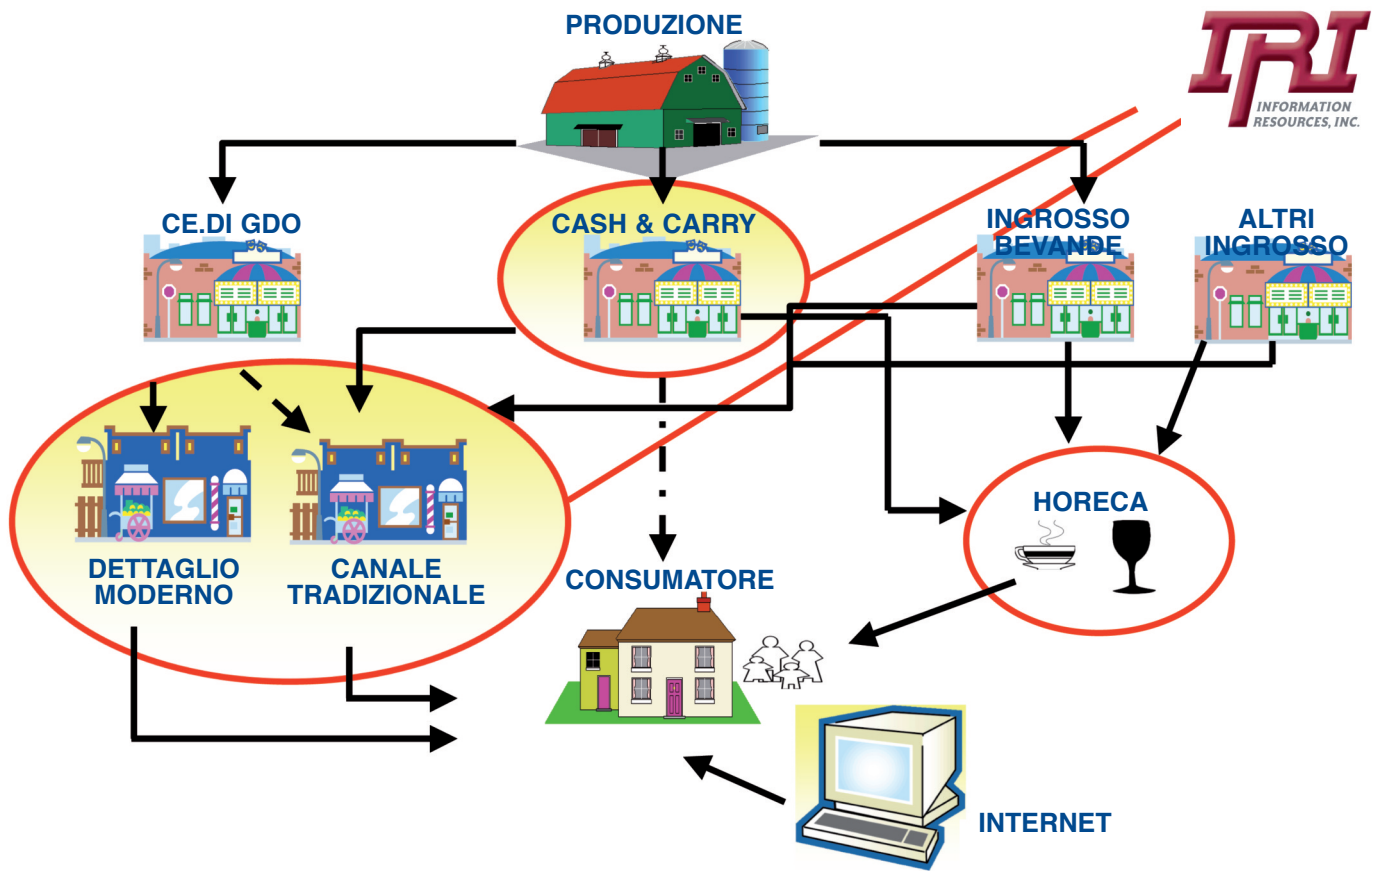 PRODUZIONE
IRI
INFORMATION
RESOURCES, INC.
CE.DI GDO
CASH & CARRY
INGROSSO
BEVANDE
ALTRI
INGROSSO
HORECA
DETTAGLIO
MODERNO
CANALE
TRADIZIONALE
CONSUMATORE
INTERNET